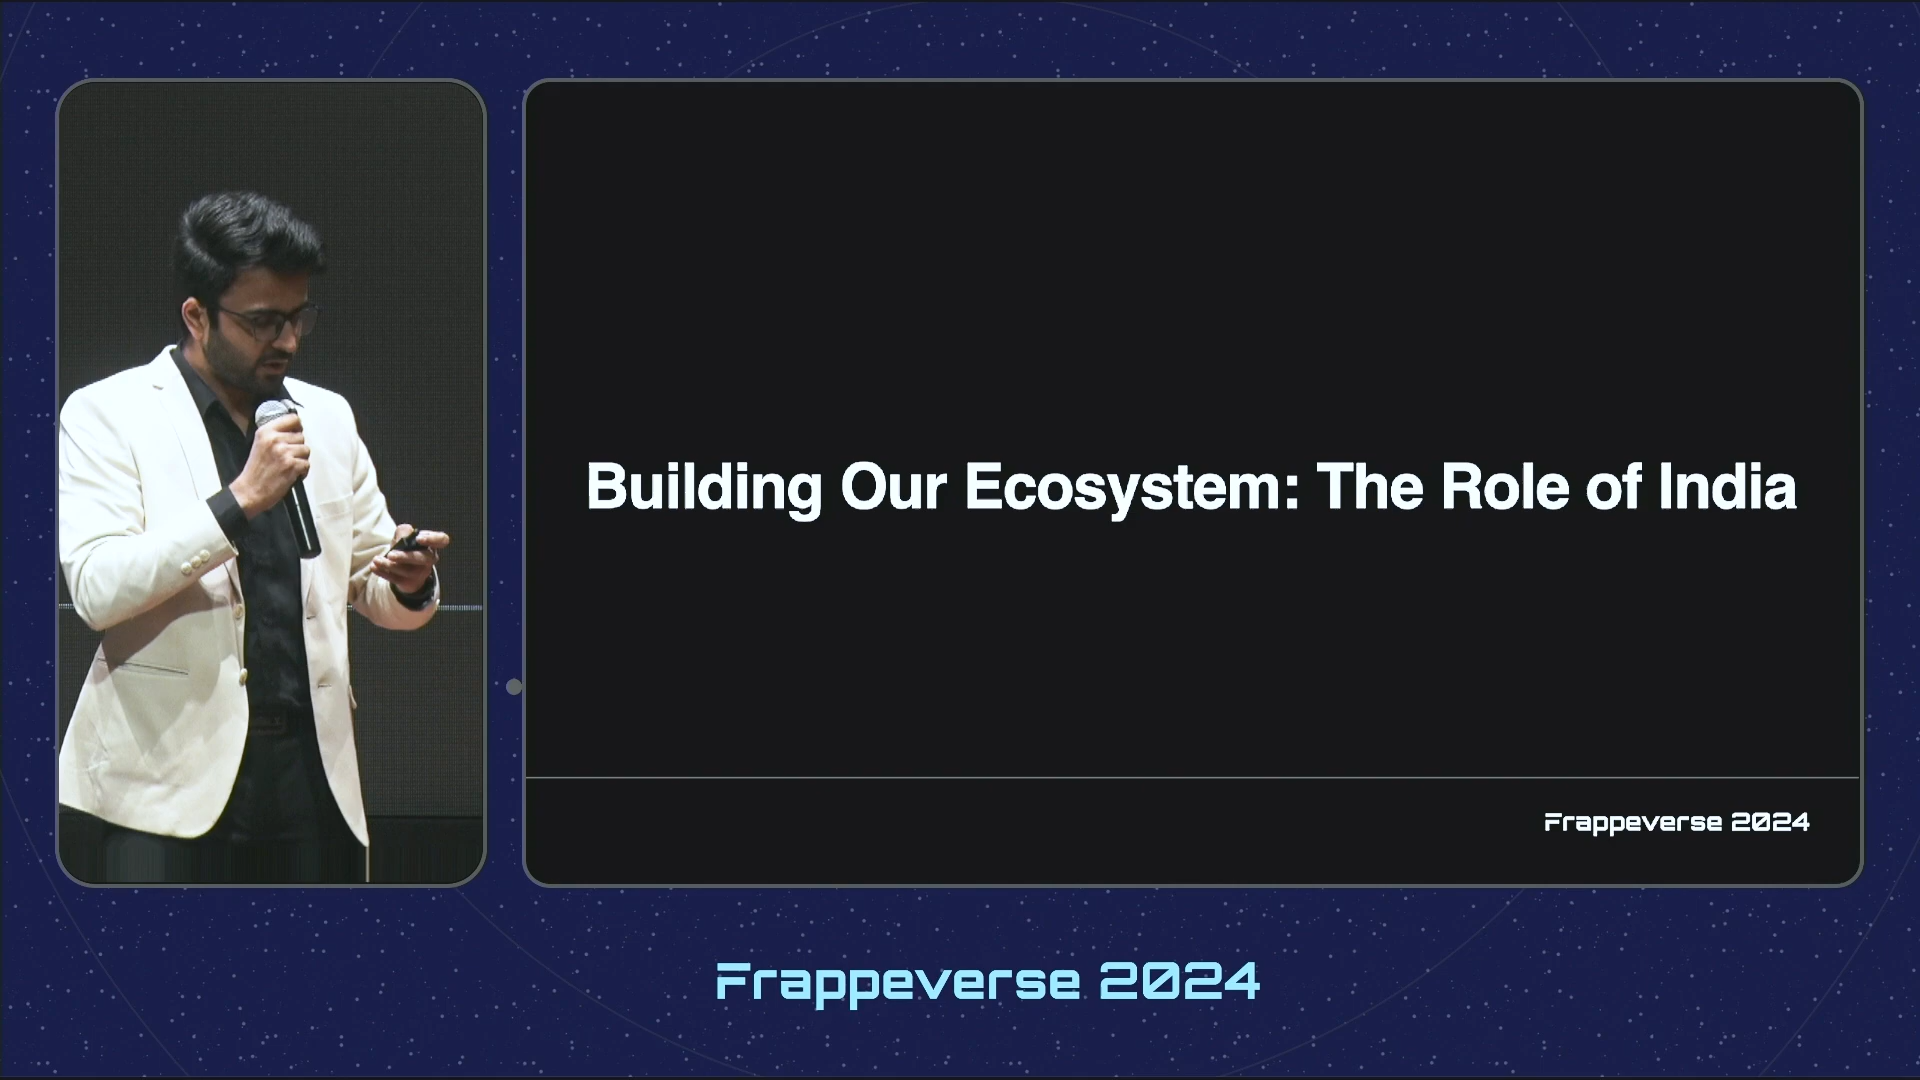 Building Our Ecosystem: The Role of India
Frappeverse 2024
Frappeverse 2024